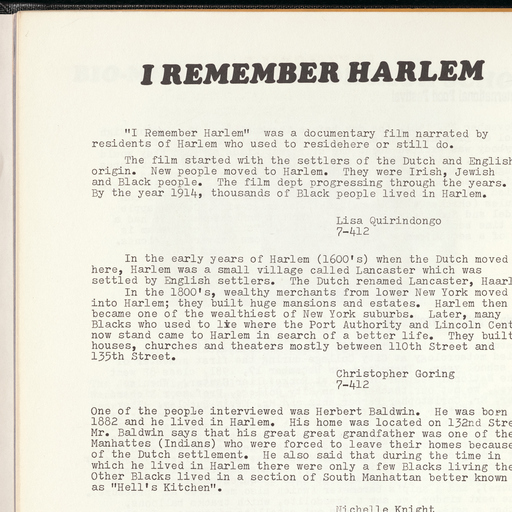 I REMEMBER HARLEM
"I Remember Harlem" was a documentary film narrated by
residents of Harlem who used to residehere or still do.
The film started with the settlers of the Dutch and English
origin. New people moved to Harlem. They were Irish, Jewish
and Black people. The film dept progressing through the years.
By the year 1914, thousands of Black people lived in Harlem.
Lisa Quirindongo
7-412
In the early years of Harlem (1600's) when the Dutch moved
here, Harlem was a small village called Lancaster which was
settled by English settlers. The Dutch renamed Lancaster, Haarl
In the 1800's, wealthy merchants from lower New York moved
into Harlem; they built huge mansions and estates. Harlem then
became one of the wealthiest of New York suburbs. Later, many
Blacks who used to live where the Port Authority and Lincoln Cent
now stand came to Harlem in search of a better life. They built
houses, churches and theaters mostly between 110th Street and
135th Street.
Christopher Goring
7-412
One of the people interviewed was Herbert Baldwin. He was born
1882 and he lived in Harlem. His home was located on 132nd Stre
Mr. Baldwin says that his great great grandfather was one of the
Manhattes (Indians) who were forced to leave their homes because
of the Dutch settlement. He also said that during the time in
which he lived in Harlem there were only a few Blacks living the
Other Blacks lived in a section of South Manhattan better known
as "Hell's Kitchen".
Michelle Knight